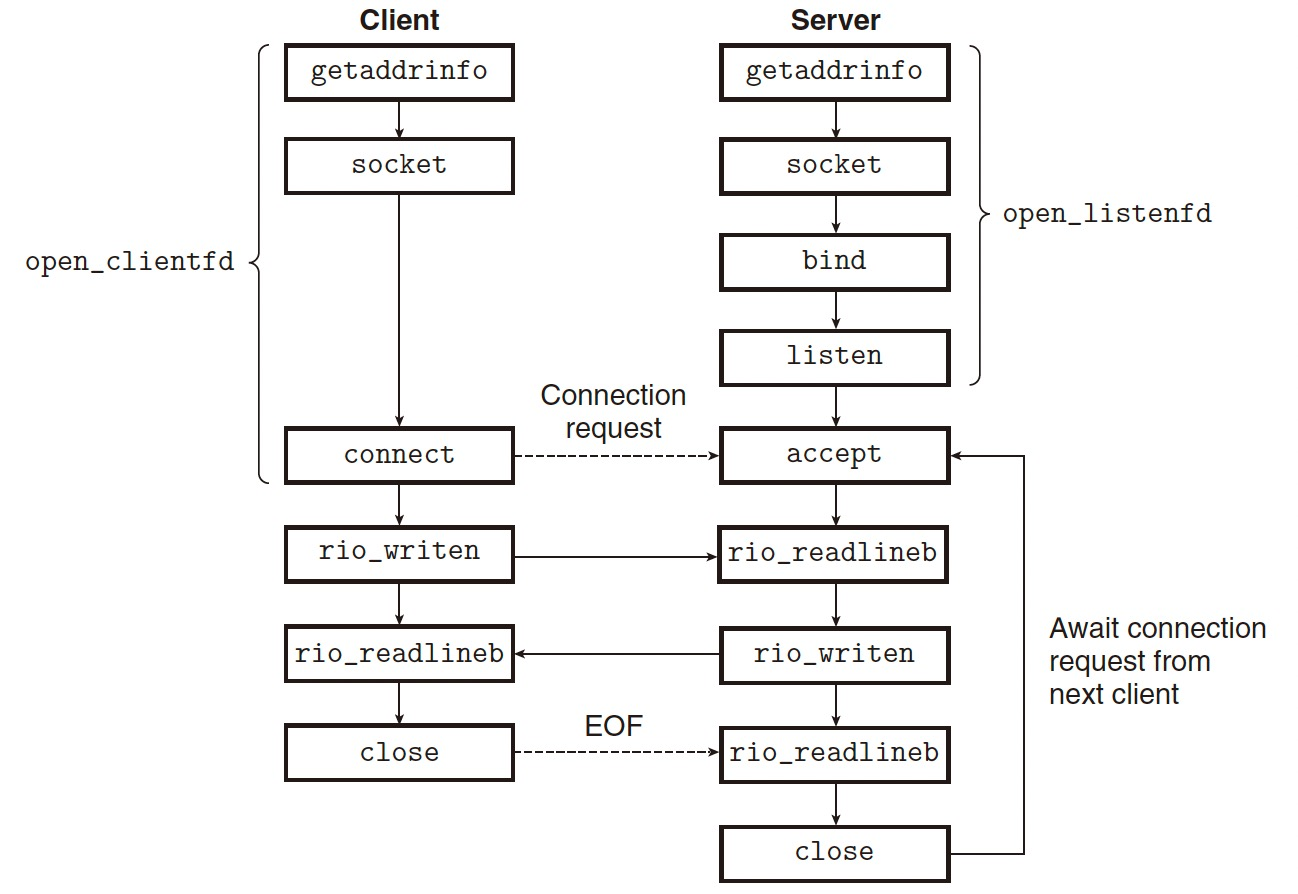 Client
Server
getaddrinfo
getaddrinfo
socket
socket
open_listenfd
open_clientfd
bind
listen
Connection
request
connect
accept
rio_writen
rio_readlineb
Await connection
request from
next client
rio_readlineb
rio_writen
EOF
close
rio_readlineb
close